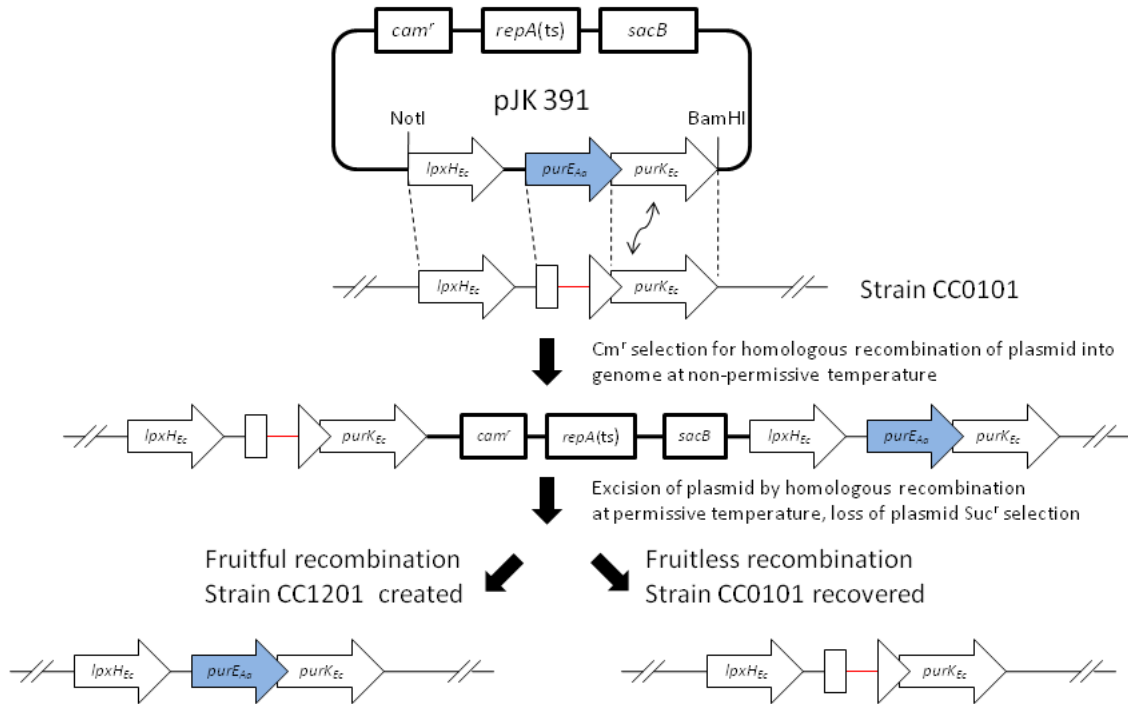 camʳ repA(ts) sacB
pJK 391
NotI BamHI
lpxH_Ec purE_Aa purK_Ec
lpxH_Ec purK_Ec
Strain CC0101
Cmʳ selection for homologous recombination of plasmid into
genome at non-permissive temperature
lpxH_Ec purK_Ec camʳ repA(ts) sacB lpxH_Ec purE_Aa purK_Ec
Excision of plasmid by homologous recombination
at permissive temperature, loss of plasmid Sucʳ selection
Fruitful recombination
Strain CC1201 created
Fruitless recombination
Strain CC0101 recovered
lpxH_Ec purE_Aa purK_Ec
lpxH_Ec purK_Ec